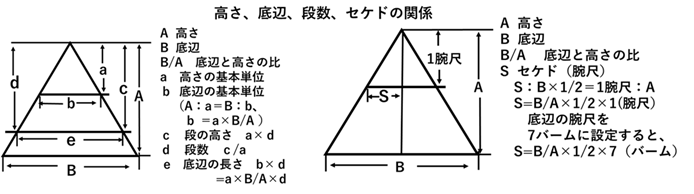 高さ、底辺、段数、セケドの関係
d
a
c
A
b
e
B
A 高さ
B 底辺
B/A 底辺と高さの比
a 高さの基本単位
b 底辺の基本単位
（A：a＝B：b、
b ＝a×B/A）
c 段の高さ a×d
d 段数 c/a
e 底辺の長さ b×d
＝a×B/A×d
1腕尺
S
A
B
A 高さ
B 底辺
B/A 底辺と高さの比
S セケド（腕尺）
S：B×1/2＝1腕尺：A
S＝B/A×1/2×1(腕尺)
底辺の腕尺を
7バームに設定すると、
S＝B/A×1/2×7（バーム）